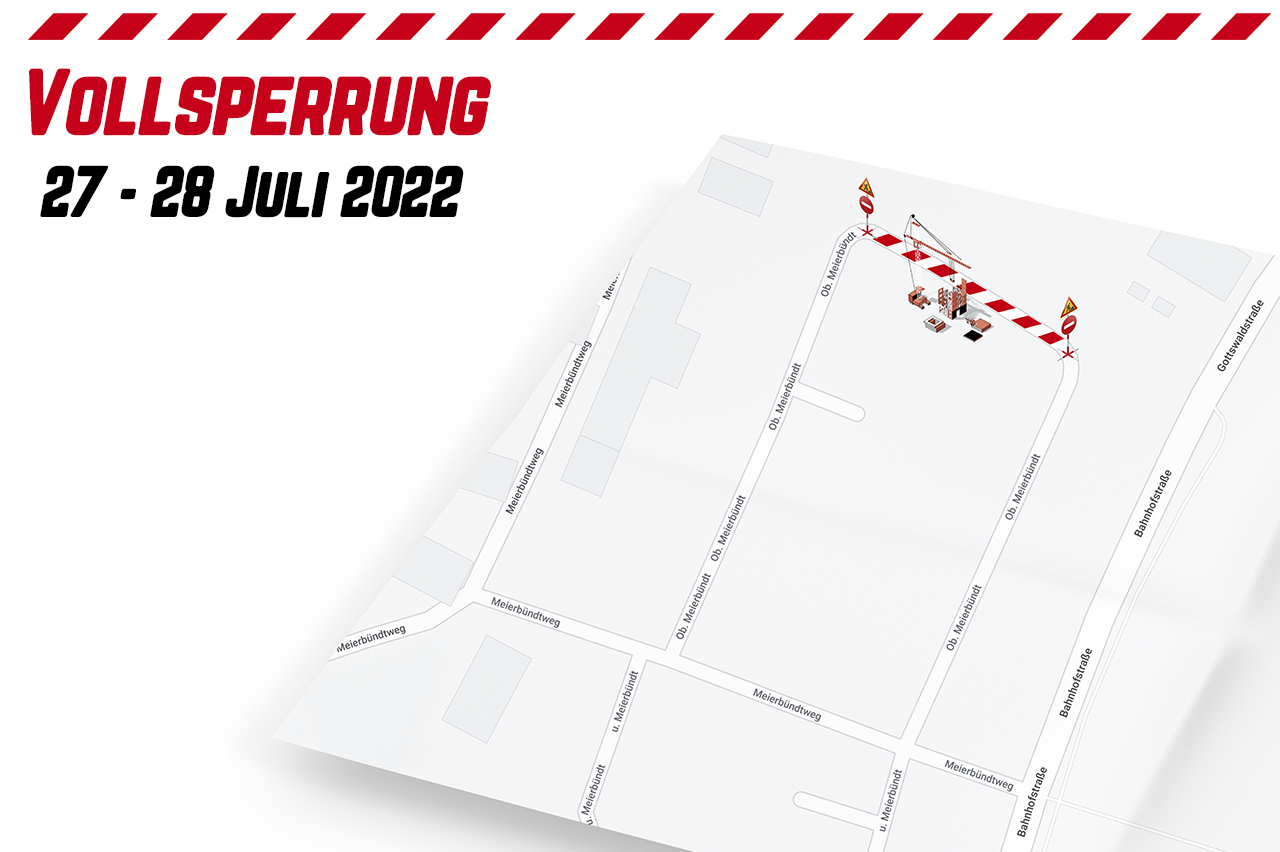 Vollsperrung
27 - 28 Juli 2022
Ob. Meierbündt
Gottswaldstraße
Meierbündtweg
Ob. Meierbündt
Meierbündtweg
Ob. Meierbündt
Bahnhofstraße
Ob. Meierbündt
Ob. Meierbündt
Ob. Meierbündt
Meierbündtweg
Meierbündtweg
u. Meierbündt
Bahnhofstraße
Meierbündtweg
Meierbündtweg
u. Meierbündt
u. Meierbündt
Bahnhofstraße